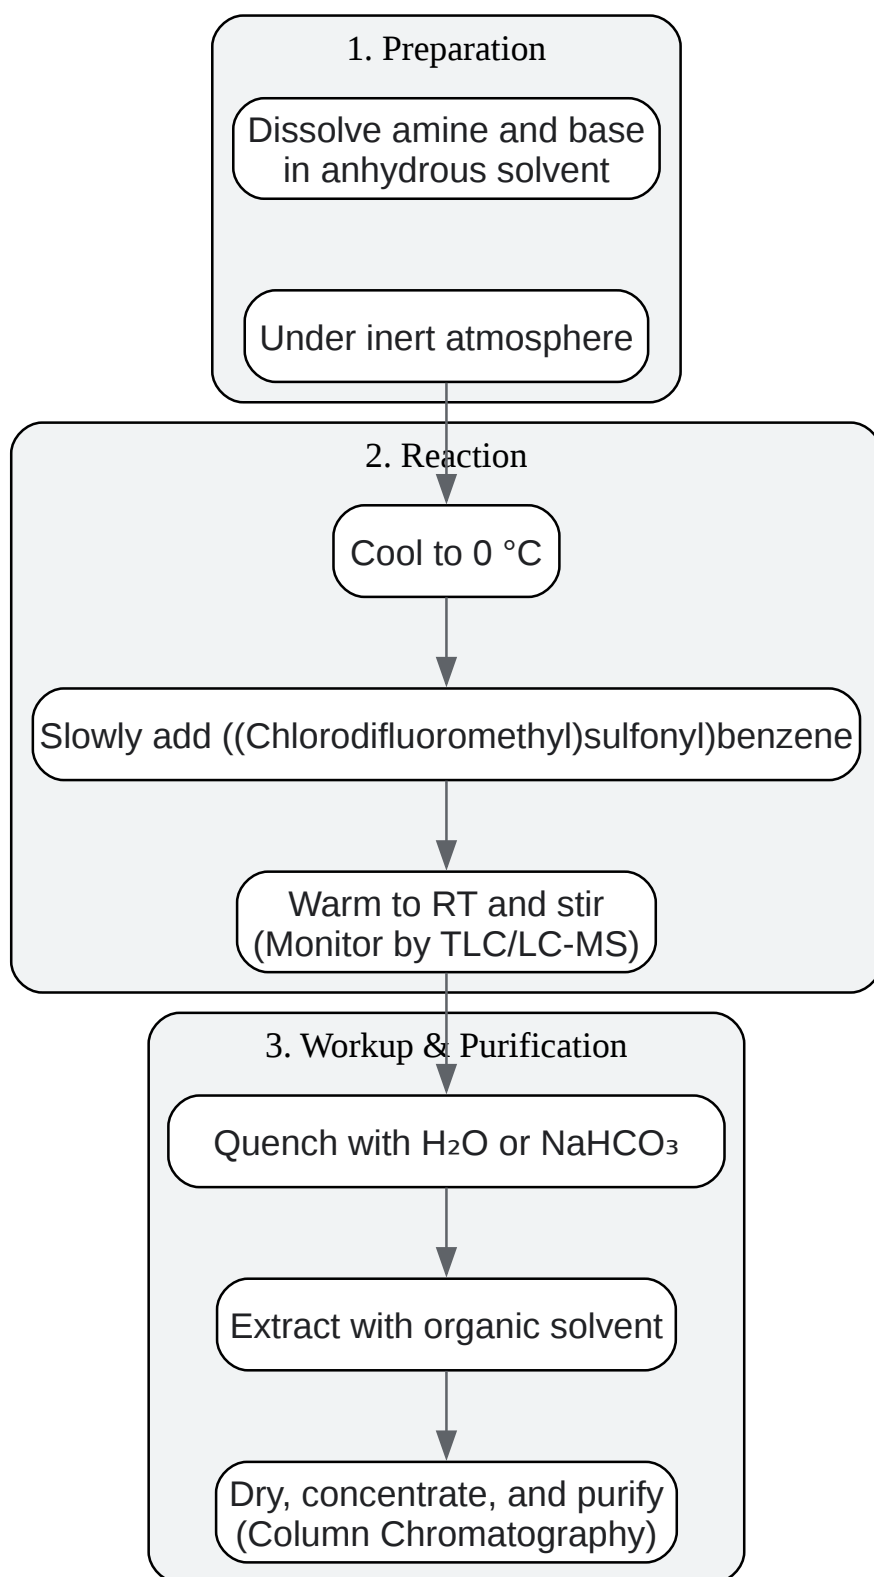 1. Preparation
Dissolve amine and base
in anhydrous solvent
Under inert atmosphere
2. Reaction
Cool to 0 °C
Slowly add ((Chlorodifluoromethyl)sulfonyl)benzene
Warm to RT and stir
(Monitor by TLC/LC-MS)
3. Workup & Purification
Quench with H₂O or NaHCO₃
Extract with organic solvent
Dry, concentrate, and purify
(Column Chromatography)